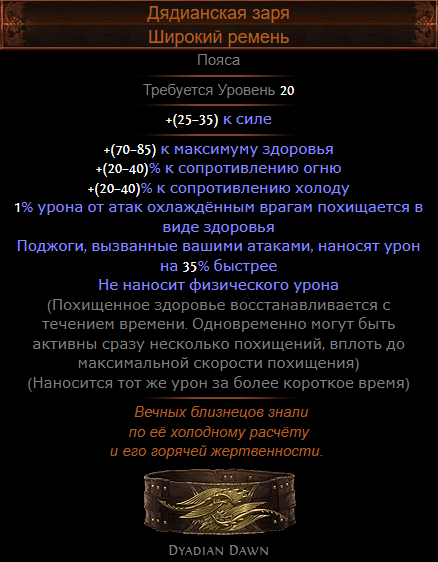 Дядианская заря
Широкий ремень
Пояса
Требуется Уровень 20
+(25–35) к силе
+(70–85) к максимуму здоровья
+(20–40)% к сопротивлению огню
+(20–40)% к сопротивлению холоду
1% урона от атак охлаждённым врагам похищается в
виде здоровья
Поджоги, вызванные вашими атаками, наносят урон
на 35% быстрее
Не наносит физического урона
(Похищенное здоровье восстанавливается с
течением времени. Одновременно могут быть
активны сразу несколько похищений, вплоть до
максимальной скорости похищения)
(Наносится тот же урон за более короткое время)
Вечных близнецов знали
по её холодному расчёту
и его горячей жертвенности.
Dyadian Dawn